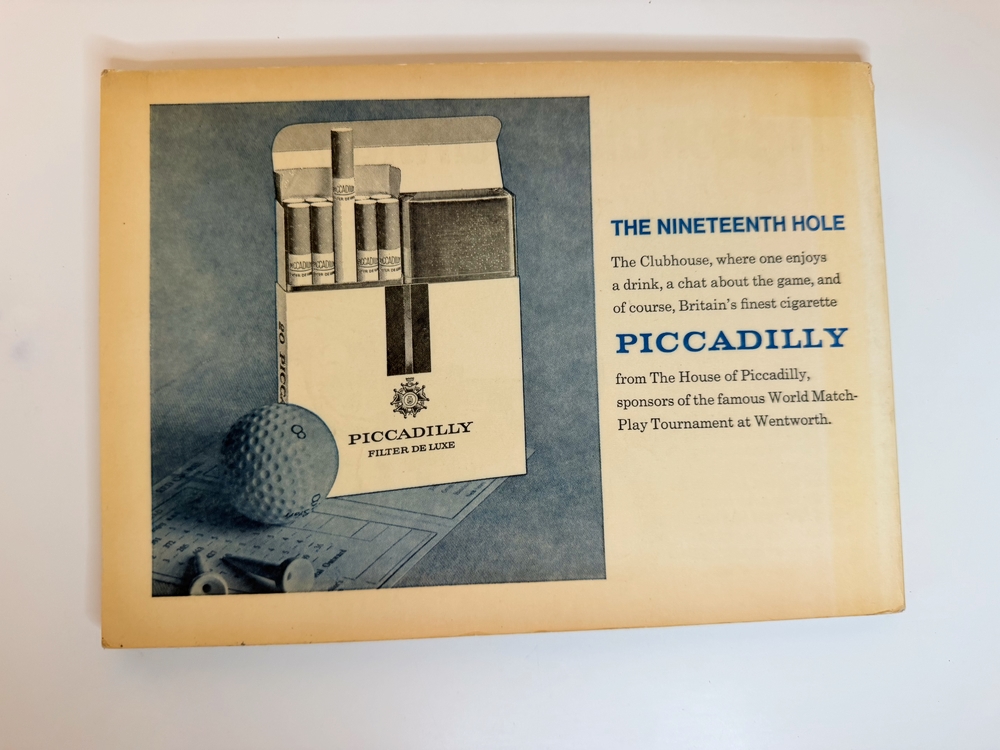 PICCADILLY
20 PICCA
PICCADILLY
FILTER DE LUXE
8
THE NINETEENTH HOLE
The Clubhouse, where one enjoys
a drink, a chat about the game, and
of course, Britain's finest cigarette
PICCADILLY
from The House of Piccadilly,
sponsors of the famous World Match-
Play Tournament at Wentworth.